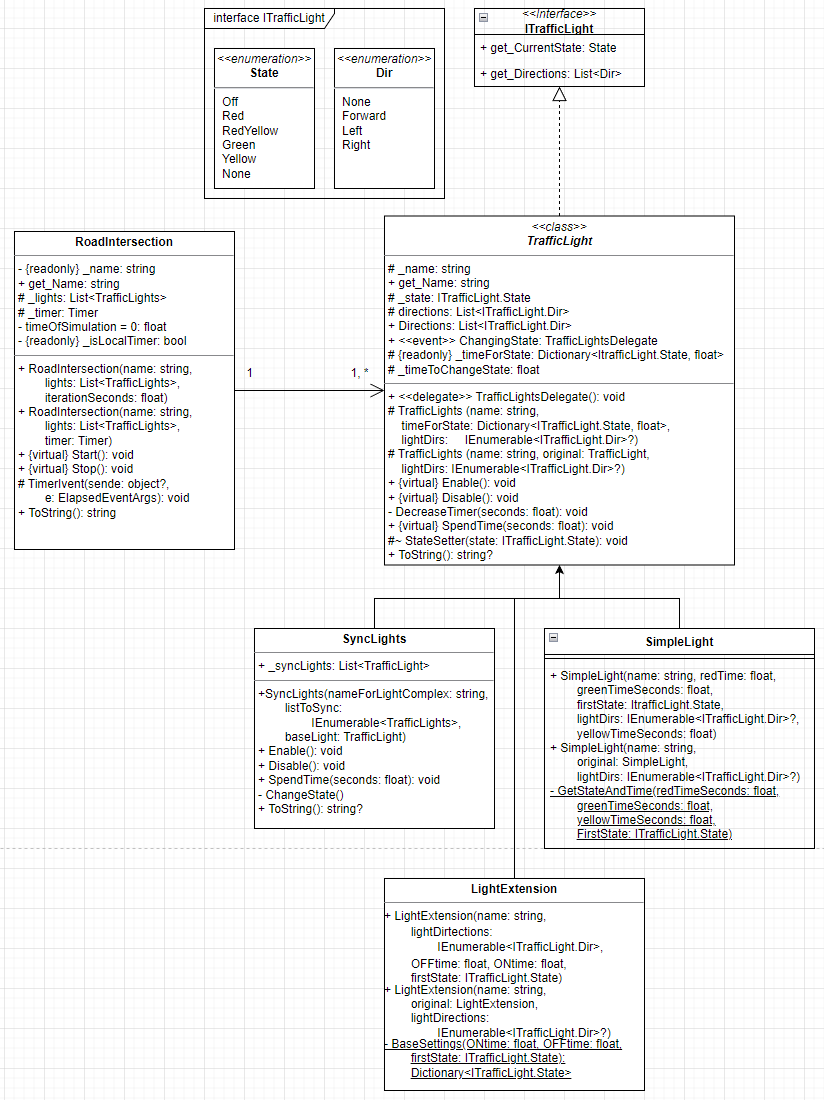 interface ITrafficLight
<<enumeration>>
State
Off
Red
RedYellow
Green
Yellow
None
<<enumeration>>
Dir
None
Forward
Left
Right
<<Interface>>
ITrafficLight
+ get_CurrentState: State
+ get_Directions: List<Dir>
RoadIntersection
- {readonly} _name: string
+ get_Name: string
# _lights: List<TrafficLights>
# _timer: Timer
- timeOfSimulation = 0: float
- {readonly} _isLocalTimer: bool
+ RoadIntersection(name: string,
lights: List<TrafficLights>,
iterationSeconds: float)
+ RoadIntersection(name: string,
lights: List<TrafficLights>,
timer: Timer)
+ {virtual} Start(): void
+ {virtual} Stop(): void
# TimerIvent(sende: object?,
e: ElapsedEventArgs): void
+ ToString(): string
1
1, *
<<class>>
TrafficLight
# _name: string
+ get_Name: string
# _state: ITrafficLight.State
# directions: List<ITrafficLight.Dir>
+ Directions: List<ITrafficLight.Dir>
+ <<event>> ChangingState: TrafficLightsDelegate
# {readonly} _timeForState: Dictionary<Itrafficlight.State, float>
# _timeToChangeState: float
+ <<delegate>> TrafficLightsDelegate(): void
# TrafficLights (name: string,
timeForState: Dictionary<ITrafficLight.State, float>,
lightDirs: IEnumerable<ITrafficLight.Dir>?)
# TrafficLights (name: string, original: TrafficLight,
lightDirs: IEnumerable<ITrafficLight.Dir>?)
+ {virtual} Enable(): void
+ {virtual} Disable(): void
- DecreaseTimer(seconds: float): void
+ {virtual} SpendTime(seconds: float): void
#~ StateSetter(state: ITrafficLight.State): void
+ ToString(): string?
SyncLights
+ _syncLights: List<TrafficLight>
+SyncLights(nameForLightComplex: string,
listToSync:
IEnumerable<TrafficLights>,
baseLight: TrafficLight)
+ Enable(): void
+ Disable(): void
+ SpendTime(seconds: float): void
- ChangeState()
+ ToString(): string?
SimpleLight
+ SimpleLight(name: string, redTime: float,
greenTimeSeconds: float,
firstState: ItrafficLight.State,
lightDirs: IEnumerable<ITrafficLight.Dir>?,
yellowTimeSeconds: float)
+ SimpleLight(name: string,
original: SimpleLight,
lightDirs: IEnumerable<ITrafficLight.Dir>?)
- GetStateAndTime(redTimeSeconds: float,
greenTimeSeconds: float,
yellowTimeSeconds: float,
FirstState: ITrafficLight.State)
LightExtension
+ LightExtension(name: string,
lightDirtections:
IEnumerable<ITrafficLight.Dir>,
OFFtime: float, ONtime: float,
firstState: ITrafficLight.State)
+ LightExtension(name: string,
original: LightExtension,
lightDirections:
IEnumerable<ITrafficLight.Dir>?)
- BaseSettings(ONtime: float, OFFtime: float,
firstState: ITrafficLight.State):
Dictionary<ITrafficLight.State>